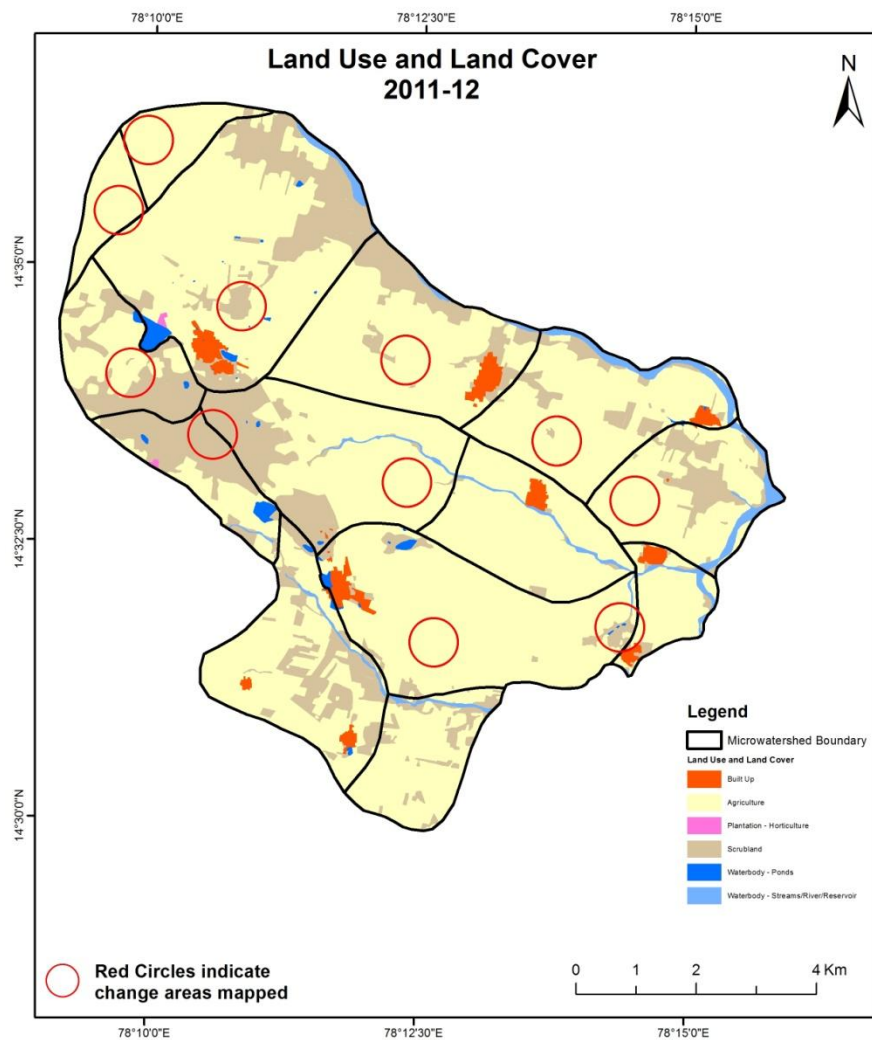 78°10'0"E 78°12'30"E 78°15'0"E
Land Use and Land Cover
2011-12
N
14°35'0"N
14°32'30"N
14°30'0"N
Legend
Microwatershed Boundary
Land Use and Land Cover
Built Up
Agriculture
Plantation - Horticulture
Scrubland
Waterbody - Ponds
Waterbody - Streams/River/Reservoir
Red Circles indicate
change areas mapped
0 1 2 4 Km
78°10'0"E 78°12'30"E 78°15'0"E